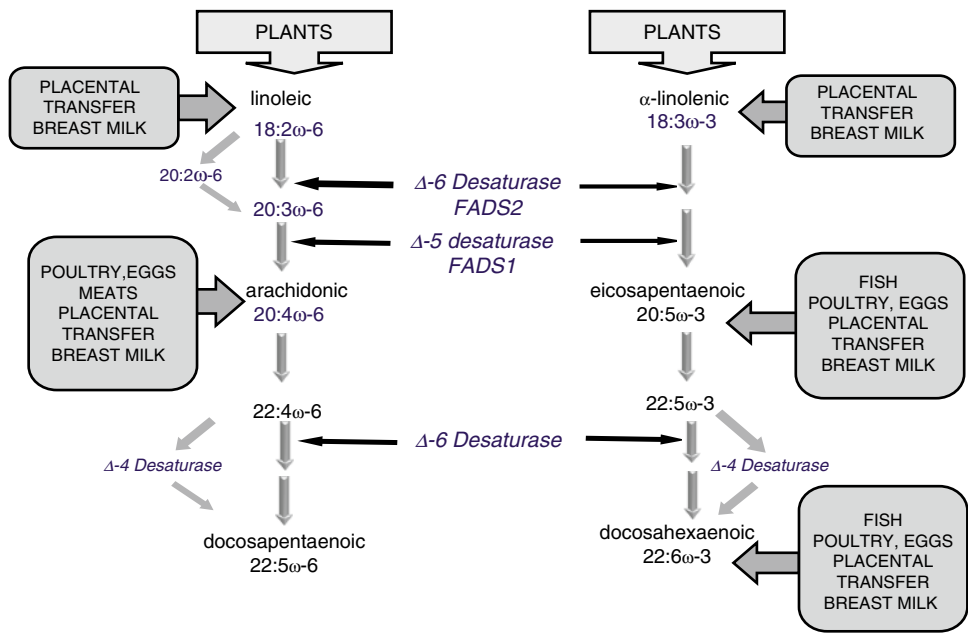 PLANTS
PLANTS
PLACENTAL
TRANSFER
BREAST MILK
linoleic
18:2ω-6
α-linolenic
18:3ω-3
PLACENTAL
TRANSFER
BREAST MILK
20:2ω-6
20:3ω-6
Δ-6 Desaturase
FADS2
Δ-5 desaturase
FADS1
POULTRY,EGGS
MEATS
PLACENTAL
TRANSFER
BREAST MILK
arachidonic
20:4ω-6
eicosapentaenoic
20:5ω-3
FISH
POULTRY, EGGS
PLACENTAL
TRANSFER
BREAST MILK
22:4ω-6
22:5ω-3
Δ-6 Desaturase
Δ-4 Desaturase
Δ-4 Desaturase
docosapentaenoic
22:5ω-6
docosahexaenoic
22:6ω-3
FISH
POULTRY, EGGS
PLACENTAL
TRANSFER
BREAST MILK